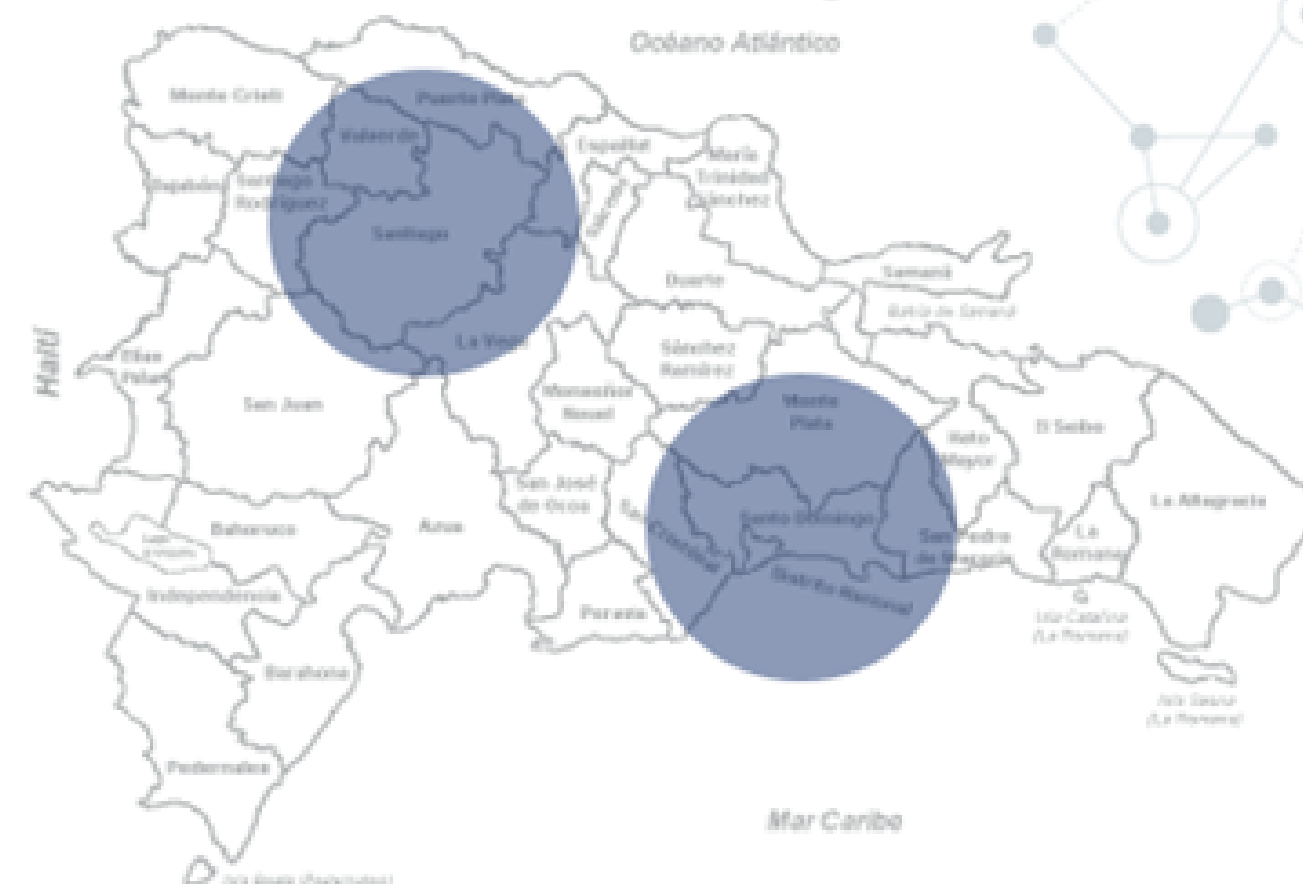 Océano Atlántico
Monte Cristi
Puerto Plata
Valverde
Espaillat
María
Trinidad
Sánchez
Dajabón
Santiago
Rodríguez
Salcedo
Santiago
Duarte
Samaná
Bahía de Samaná
Haití
La Vega
Sánchez
Ramírez
Elías
Piña
San Juan
Monseñor
Nouel
Monte
Plata
Hato
Mayor
El Seibo
San José
de Ocoa
La Altagracia
Azua
Bahoruco
San Cristóbal
Santo Domingo
San Pedro
de Macorís
La
Romana
Independencia
Distrito Nacional
Peravia
Isla Catalina
(La Romana)
Barahona
Isla Saona
(La Romana)
Pedernales
Mar Caribe